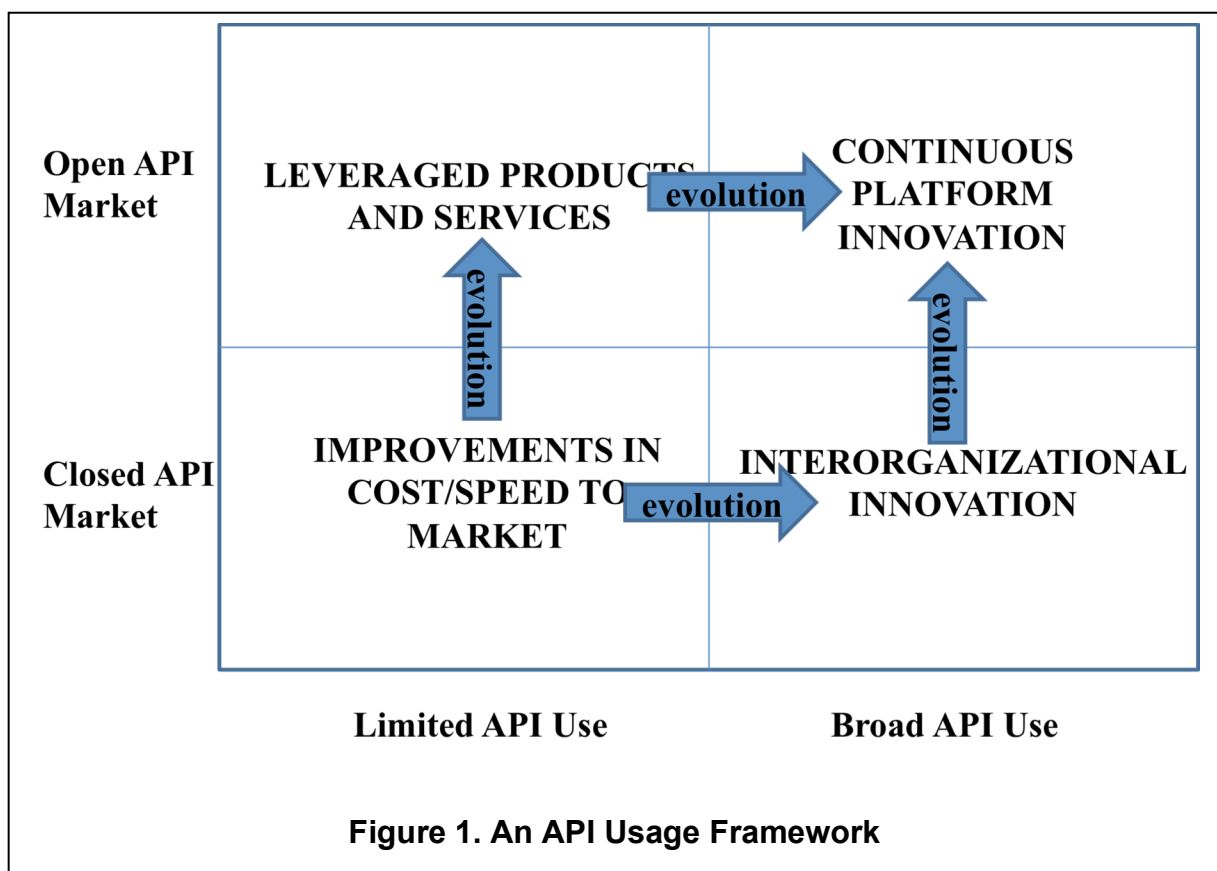 Open API
Market
LEVERAGED PRODUCTS
AND SERVICES
evolution
CONTINUOUS
PLATFORM
INNOVATION
evolution
evolution
Closed API
Market
IMPROVEMENTS IN
COST/SPEED TO
MARKET
evolution
INTERORGANIZATIONAL
INNOVATION
Limited API Use
Broad API Use
Figure 1. An API Usage Framework